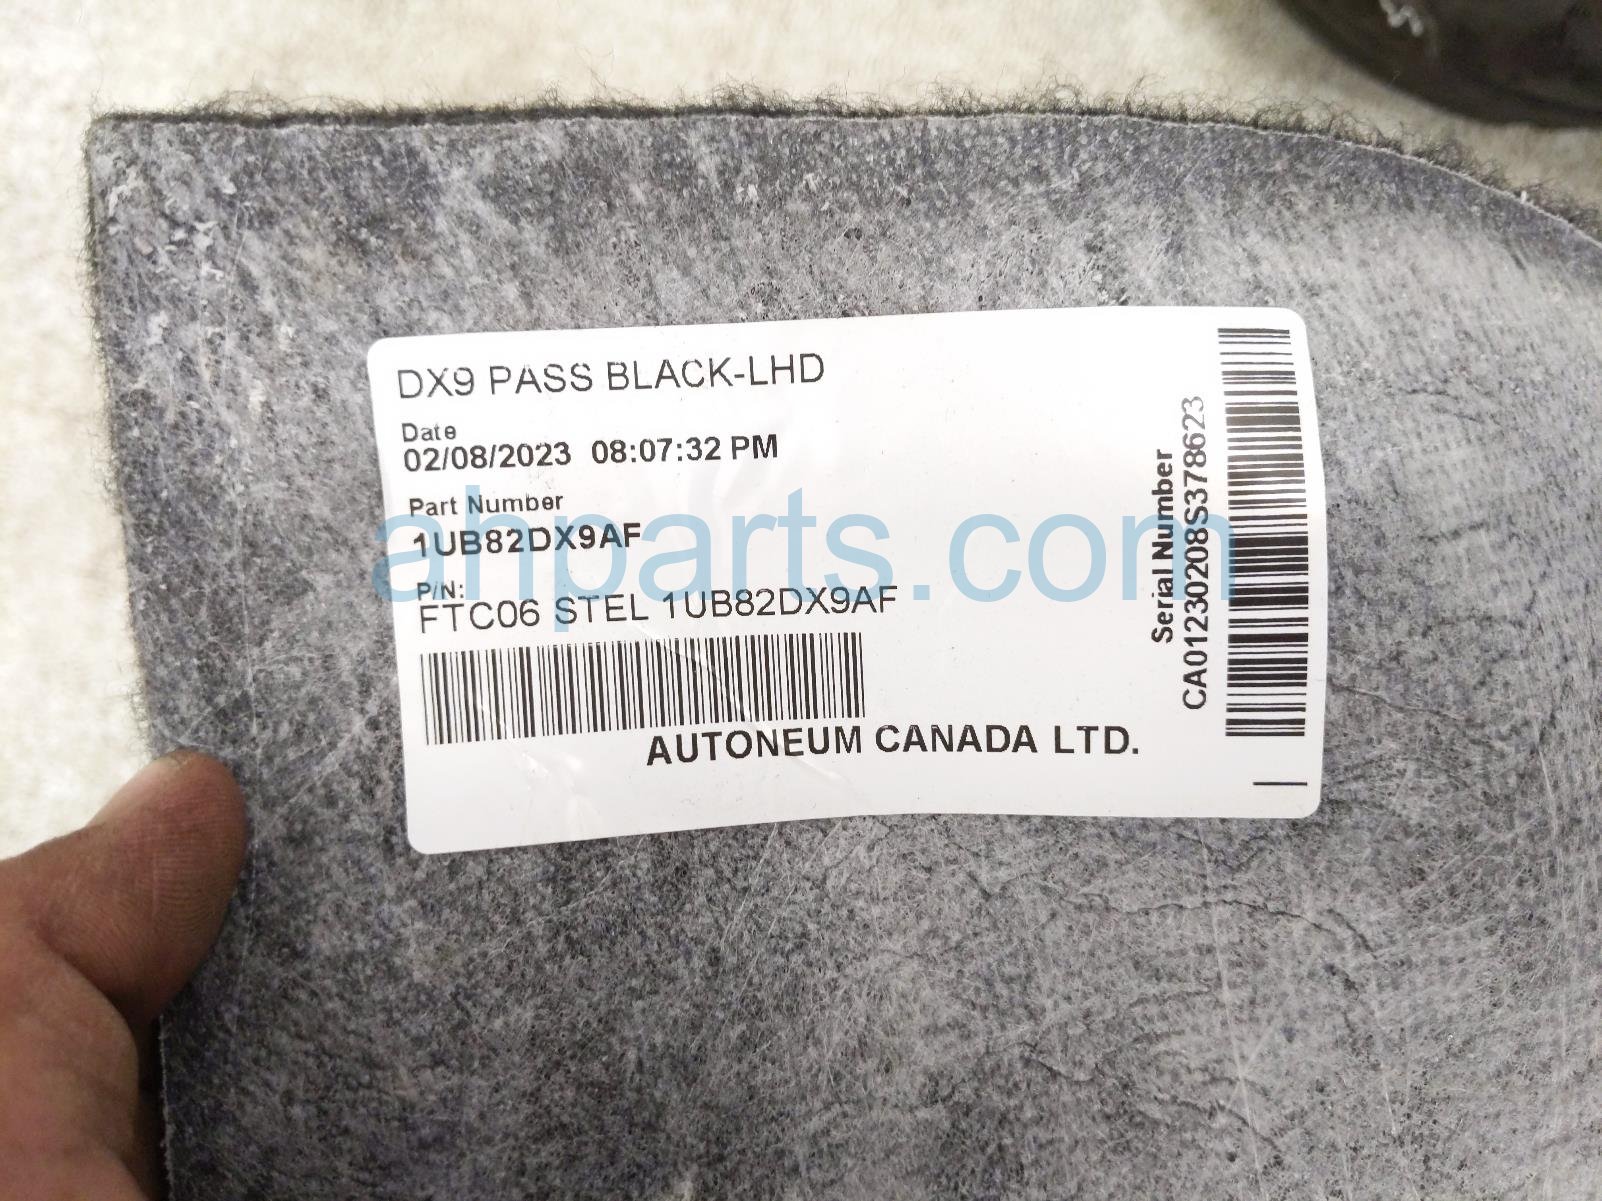 DX9 PASS BLACK-LHD
Date
02/08/2023 08:07:32 PM
Part Number
1UB82DX9AF
P/N:
FTC06 STEL 1UB82DX9AF
AUTONEUM CANADA LTD.
Serial Number
CA01230208S3778623
ahparts.com